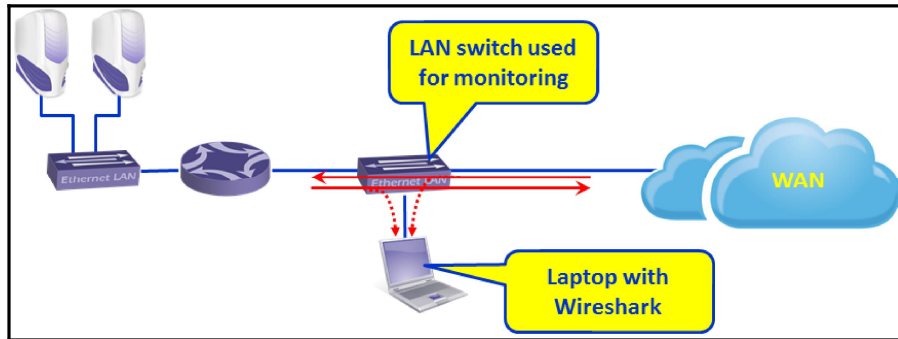 LAN switch used
for monitoring
Ethernet LAN
Ethernet LAN
WAN
Laptop with
Wireshark